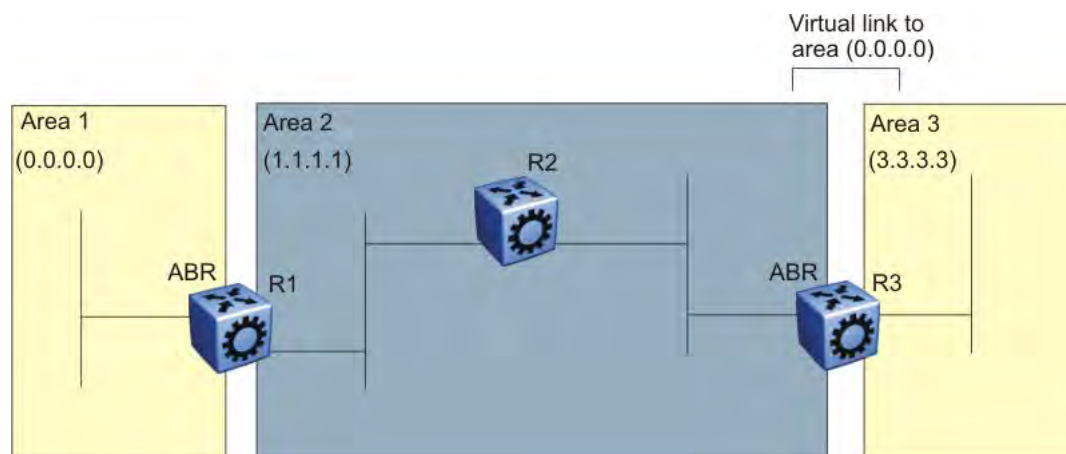 Virtual link to
area (0.0.0.0)
Area 1
(0.0.0.0)
Area 2
(1.1.1.1)
Area 3
(3.3.3.3)
R2
ABR
R1
ABR
R3